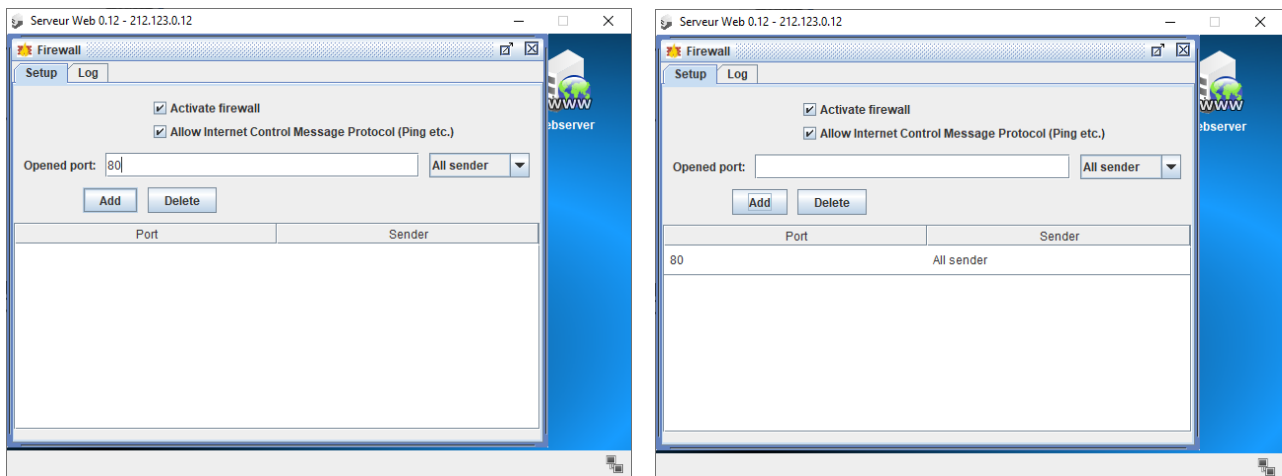 Serveur Web 0.12 - 212.123.0.12
Firewall
Setup Log
Activate firewall
Allow Internet Control Message Protocol (Ping etc.)
Opened port: 80 All sender
Add Delete
Port Sender
WWW
ebserver
Serveur Web 0.12 - 212.123.0.12
Firewall
Setup Log
Activate firewall
Allow Internet Control Message Protocol (Ping etc.)
Opened port: All sender
Add Delete
Port Sender
80 All sender
WWW
ebserver